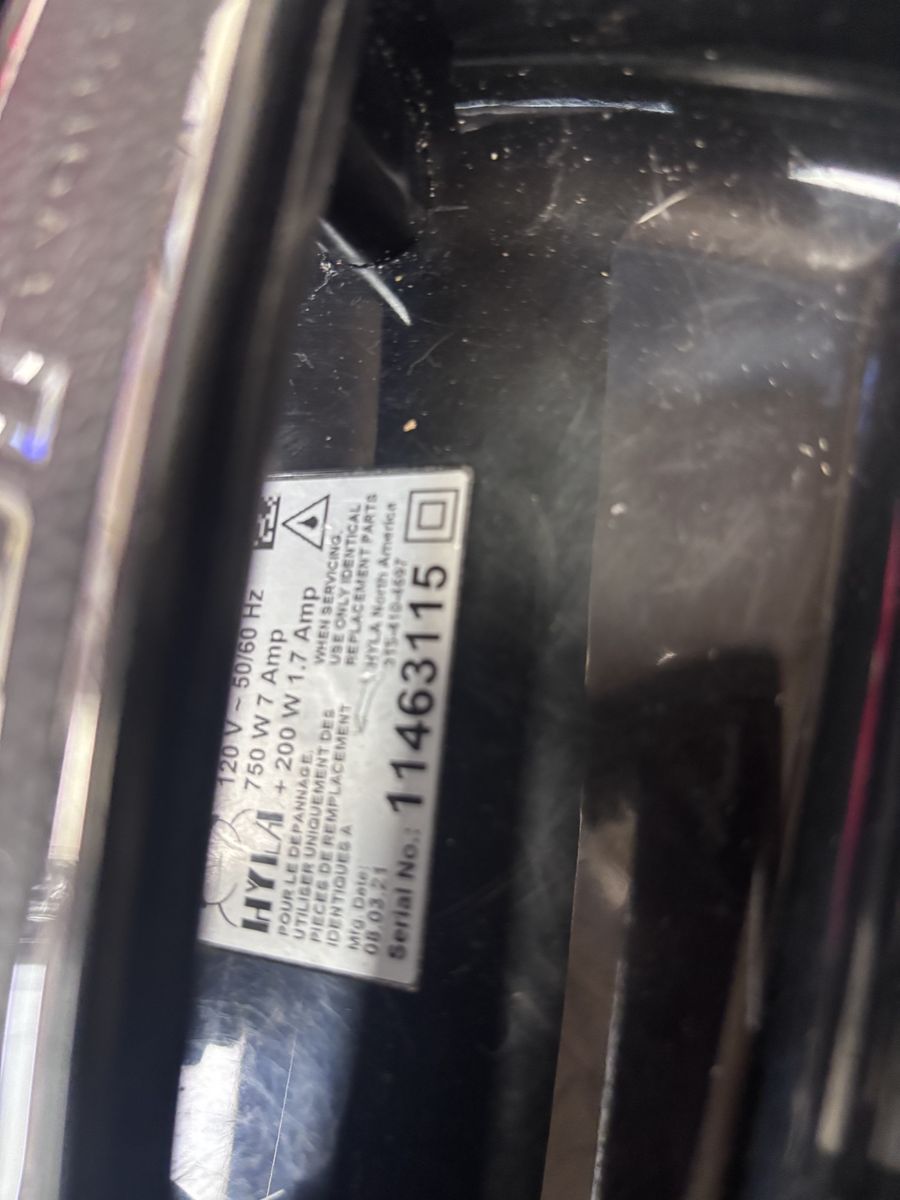 120 V ~ 50/60 Hz
HYLA 750 W 7 Amp
+ 200 W 1.7 Amp
POUR LE DEPANNAGE,
UTILISER UNIQUEMENT DES
PIECES DE REMPLACEMENT
IDENTIQUES A
WHEN SERVICING,
USE ONLY IDENTICAL
REPLACEMENT PARTS
Mfg. Date:
08.03.21
HYLA North America
Serial No.: 11463115